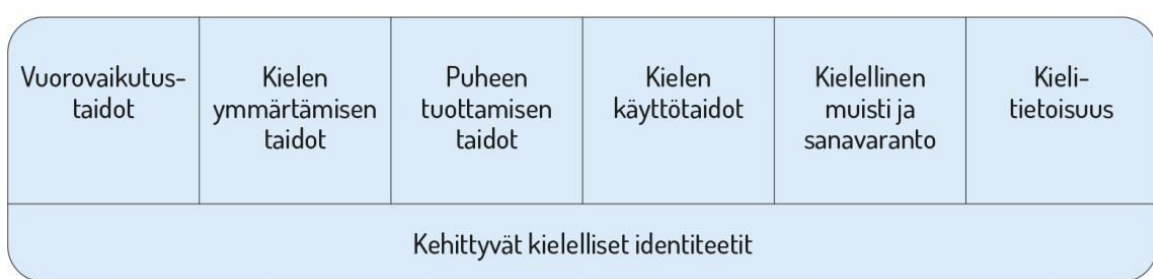 Vuorovaikutus-
taidot
Kielen
ymmärtämisen
taidot
Puheen
tuottamisen
taidot
Kielen
käyttötaidot
Kielellinen
muisti ja
sanavaranto
Kieli-
tietoisuus
Kehittyvät kielelliset identiteetit